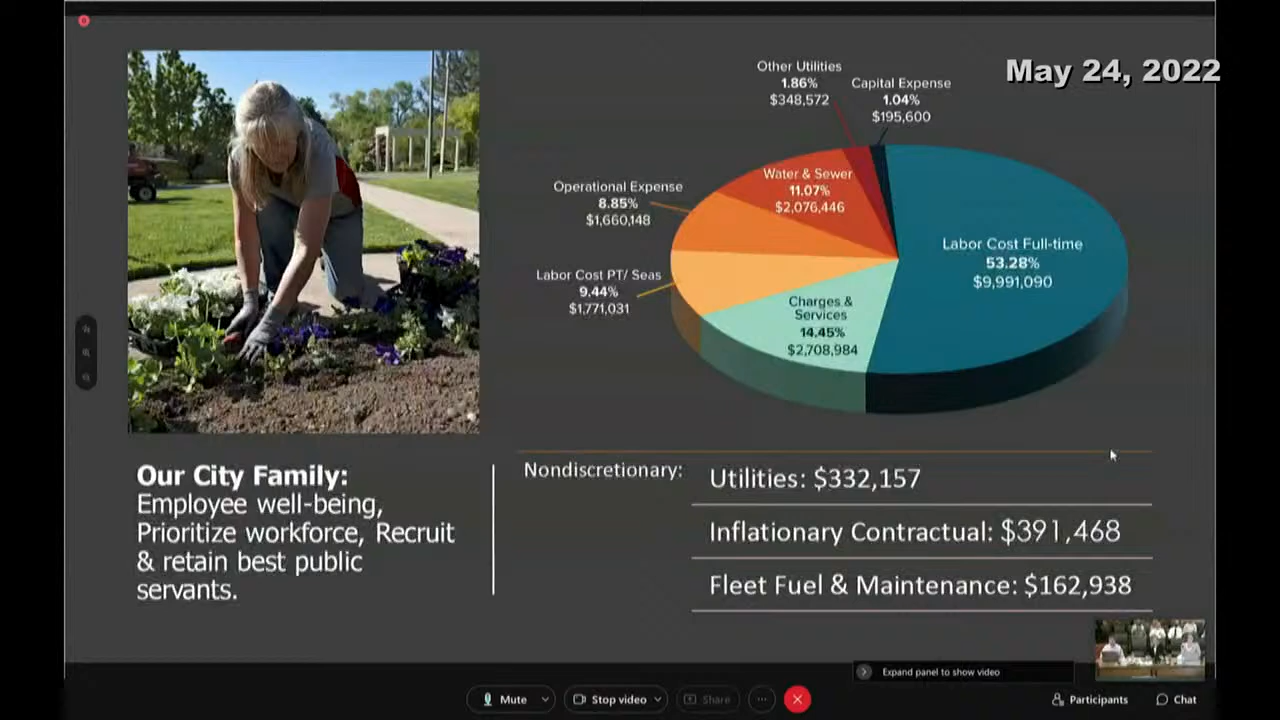 May 24, 2022
Other Utilities
1.86%
$348,572
Capital Expense
1.04%
$195,600
Water & Sewer
11.07%
$2,076,446
Operational Expense
8.85%
$1,660,148
Labor Cost Full-time
53.28%
$9,991,090
Labor Cost PT/ Seas
9.44%
$1,771,031
Charges &
Services
14.45%
$2,708,984
Our City Family:
Employee well-being,
Prioritize workforce, Recruit
& retain best public
servants.
Nondiscretionary:
Utilities: $332,157
Inflationary Contractual: $391,468
Fleet Fuel & Maintenance: $162,938
Expand panel to show video
Mute
Stop video
Share
Participants
Chat